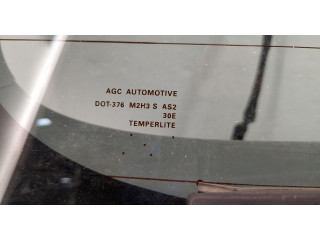 AGC AUTOMOTIVE
DOT-376 M2H3 S AS2
30E
TEMPERLITE